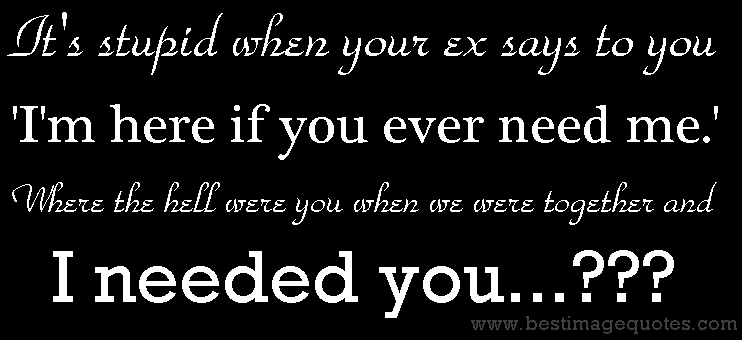 It's stupid when your ex says to you
'I'm here if you ever need me.'
Where the hell were you when we were together and
I needed you...???
www.bestimagequotes.com